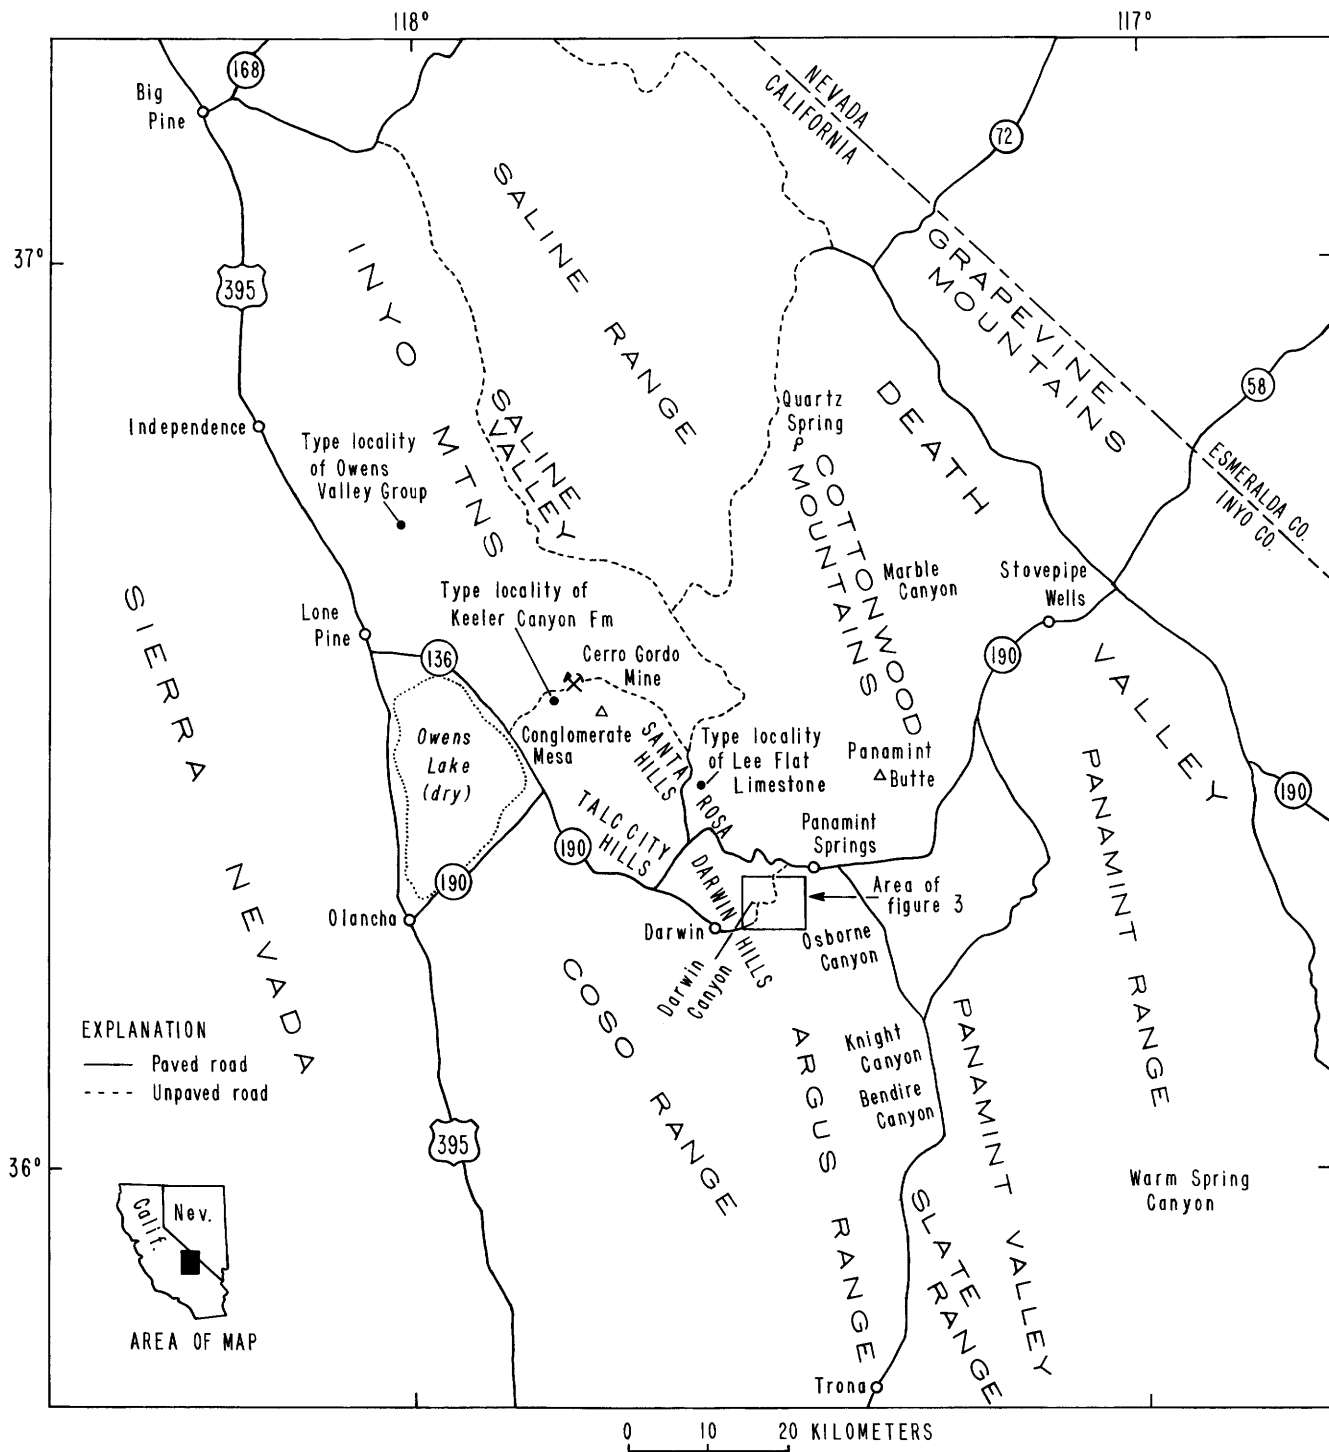 118°
117°
168
Big
Pine
NEVADA
CALIFORNIA
72
37°
395
SALINE RANGE
INYO MTNS
GRAPEVINE
MOUNTAINS
58
Quartz
Spring
DEATH VALLEY
Independence
Type locality
of Owens
Valley Group
SALINE
VALLEY
COTTONWOOD
MOUNTAINS
ESMERALDA CO.
INYO CO.
Marble
Canyon
Stovepipe
Wells
SIERRA NEVADA
Lone
Pine
Type locality of
Keeler Canyon Fm
136
Cerro Gordo
Mine
190
Owens
Lake
(dry)
Conglomerate
Mesa
SANTA ROSA
HILLS
Type locality
of Lee Flat
Limestone
Panamint
Butte
PANAMINT RANGE
190
TALC CITY
HILLS
190
Panamint
Springs
190
DARWIN HILLS
Area of
figure 3
Olancha
Darwin
Darwin
Canyon
Osborne
Canyon
COSO RANGE
EXPLANATION
Paved road
Unpaved road
ARGUS RANGE
Knight
Canyon
Bendire
Canyon
PANAMINT VALLEY
395
36°
Warm Spring
Canyon
SLATE
RANGE
Calif.
Nev.
AREA OF MAP
Trona
0 10 20 KILOMETERS